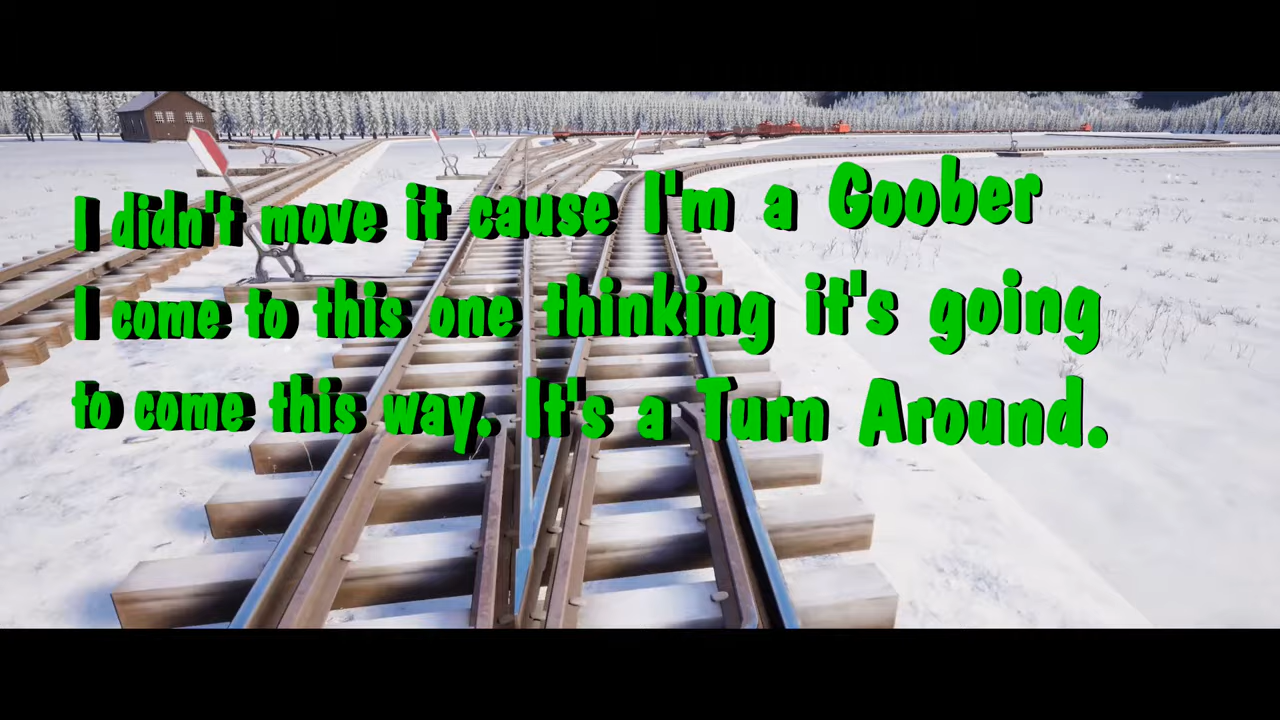 I didn't move it cause I'm a Goober
I come to this one thinking it's going
to come this way. It's a Turn Around.